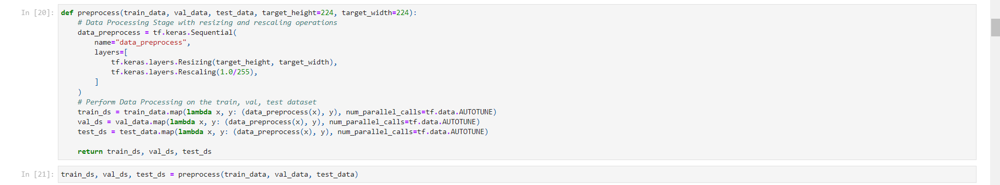 In [20]: def preprocess(train_data, val_data, test_data, target_height=224, target_width=224):
    # Data Processing Stage with resizing and rescaling operations
    data_preprocess = tf.keras.Sequential(
        name="data_preprocess",
        layers=[
            tf.keras.layers.Resizing(target_height, target_width),
            tf.keras.layers.Rescaling(1.0/255),
        ]
    )
    # Perform Data Processing on the train, val, test dataset
    train_ds = train_data.map(lambda x, y: (data_preprocess(x), y), num_parallel_calls=tf.data.AUTOTUNE)
    val_ds = val_data.map(lambda x, y: (data_preprocess(x), y), num_parallel_calls=tf.data.AUTOTUNE)
    test_ds = test_data.map(lambda x, y: (data_preprocess(x), y), num_parallel_calls=tf.data.AUTOTUNE)
    return train_ds, val_ds, test_ds
In [21]: train_ds, val_ds, test_ds = preprocess(train_data, val_data, test_data)